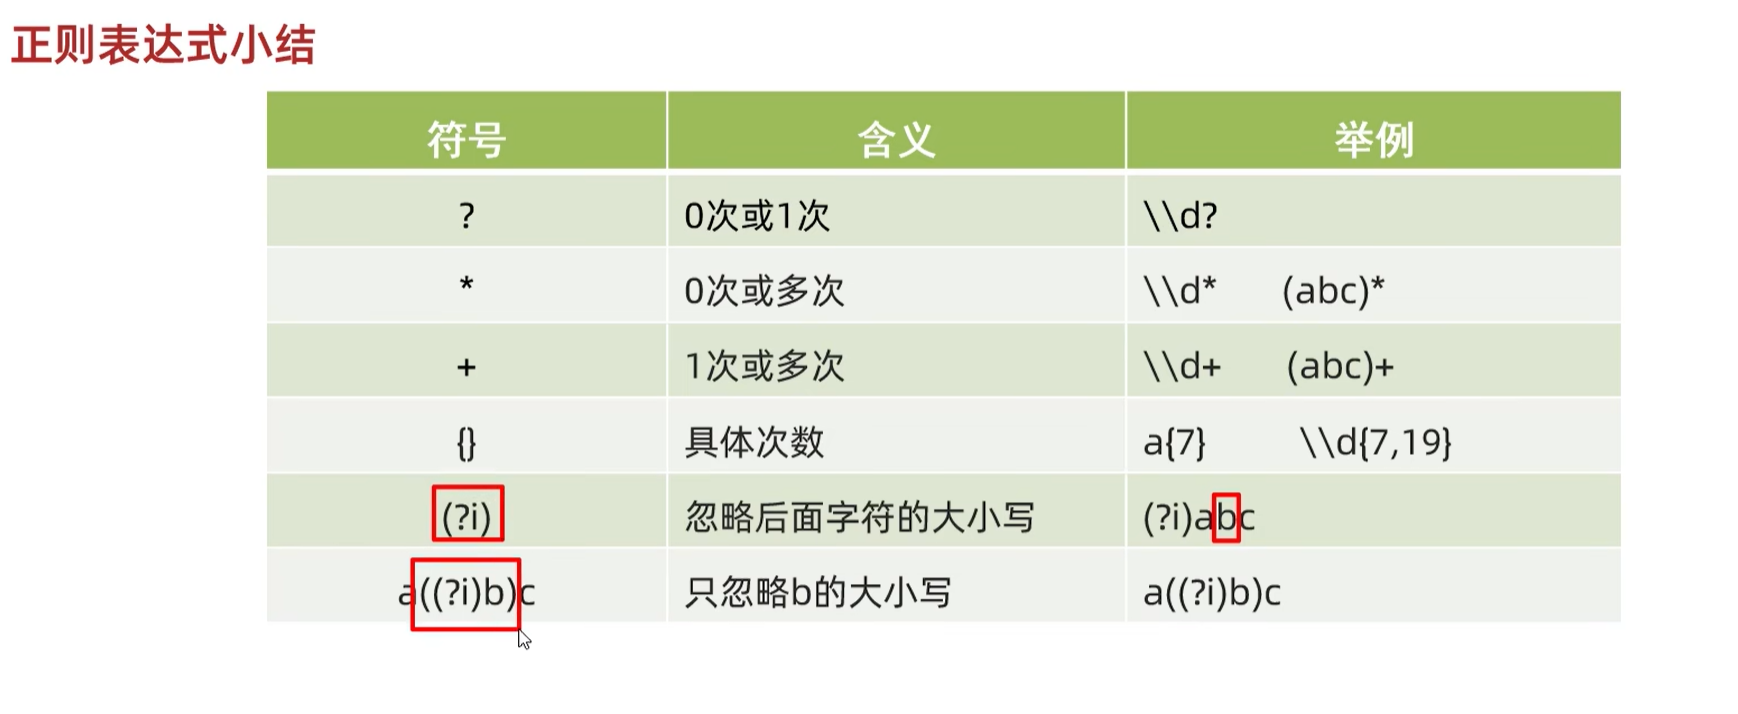 正则表达式小结
符号 含义 举例
? 0次或1次 \\d?
* 0次或多次 \\d* (abc)*
+ 1次或多次 \\d+ (abc)+
{} 具体次数 a{7} \\d{7,19}
(?i) 忽略后面字符的大小写 (?i)abc
a((?i)b)c 只忽略b的大小写 a((?i)b)c